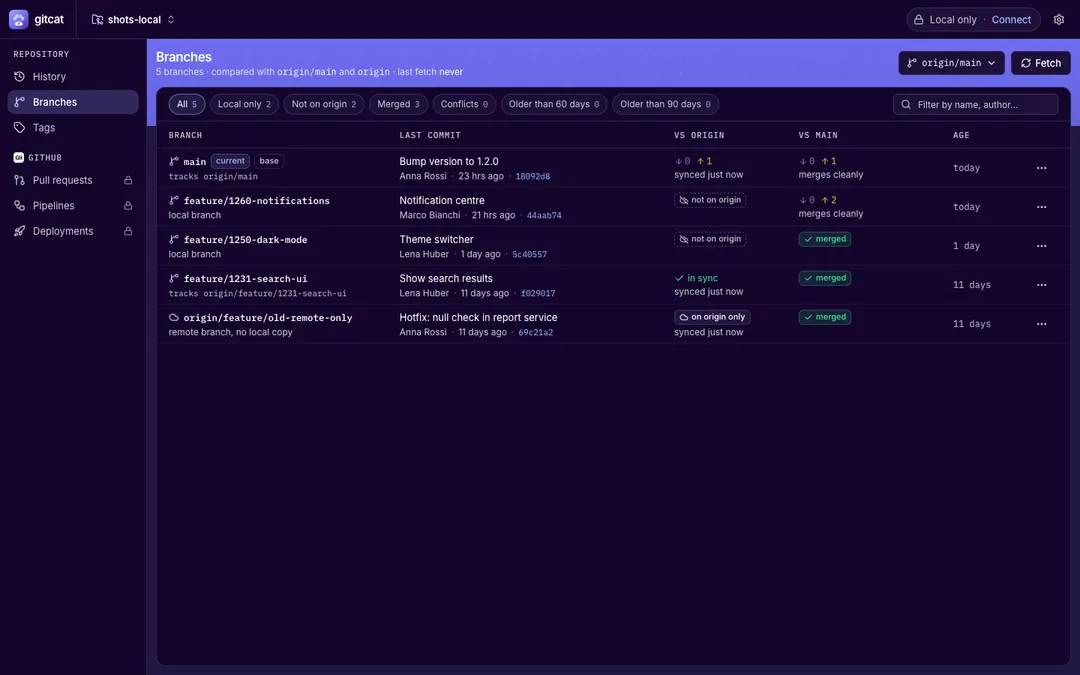 gitcat
shots-local
Local only · Connect
REPOSITORY
History
Branches
Tags
GH GITHUB
Pull requests
Pipelines
Deployments
Branches
5 branches · compared with origin/main and origin · last fetch never
origin/main
Fetch
All 5
Local only 2
Not on origin 2
Merged 3
Conflicts 0
Older than 60 days 0
Older than 90 days 0
Filter by name, author...
BRANCH LAST COMMIT VS ORIGIN VS MAIN AGE
main current base Bump version to 1.2.0 ↓0 ↑1 ↓0 ↑1 today
tracks origin/main Anna Rossi · 23 hrs ago · 18092d8 synced just now merges cleanly
feature/1260-notifications Notification centre not on origin ↓0 ↑2 today
local branch Marco Bianchi · 21 hrs ago · 44aab74 merges cleanly
feature/1250-dark-mode Theme switcher not on origin merged 1 day
local branch Lena Huber · 1 day ago · 5c40557
feature/1231-search-ui Show search results in sync merged 11 days
tracks origin/feature/1231-search-ui Lena Huber · 11 days ago · f029017 synced just now
origin/feature/old-remote-only Hotfix: null check in report service on origin only merged 11 days
remote branch, no local copy Anna Rossi · 11 days ago · 69c21a2 synced just now